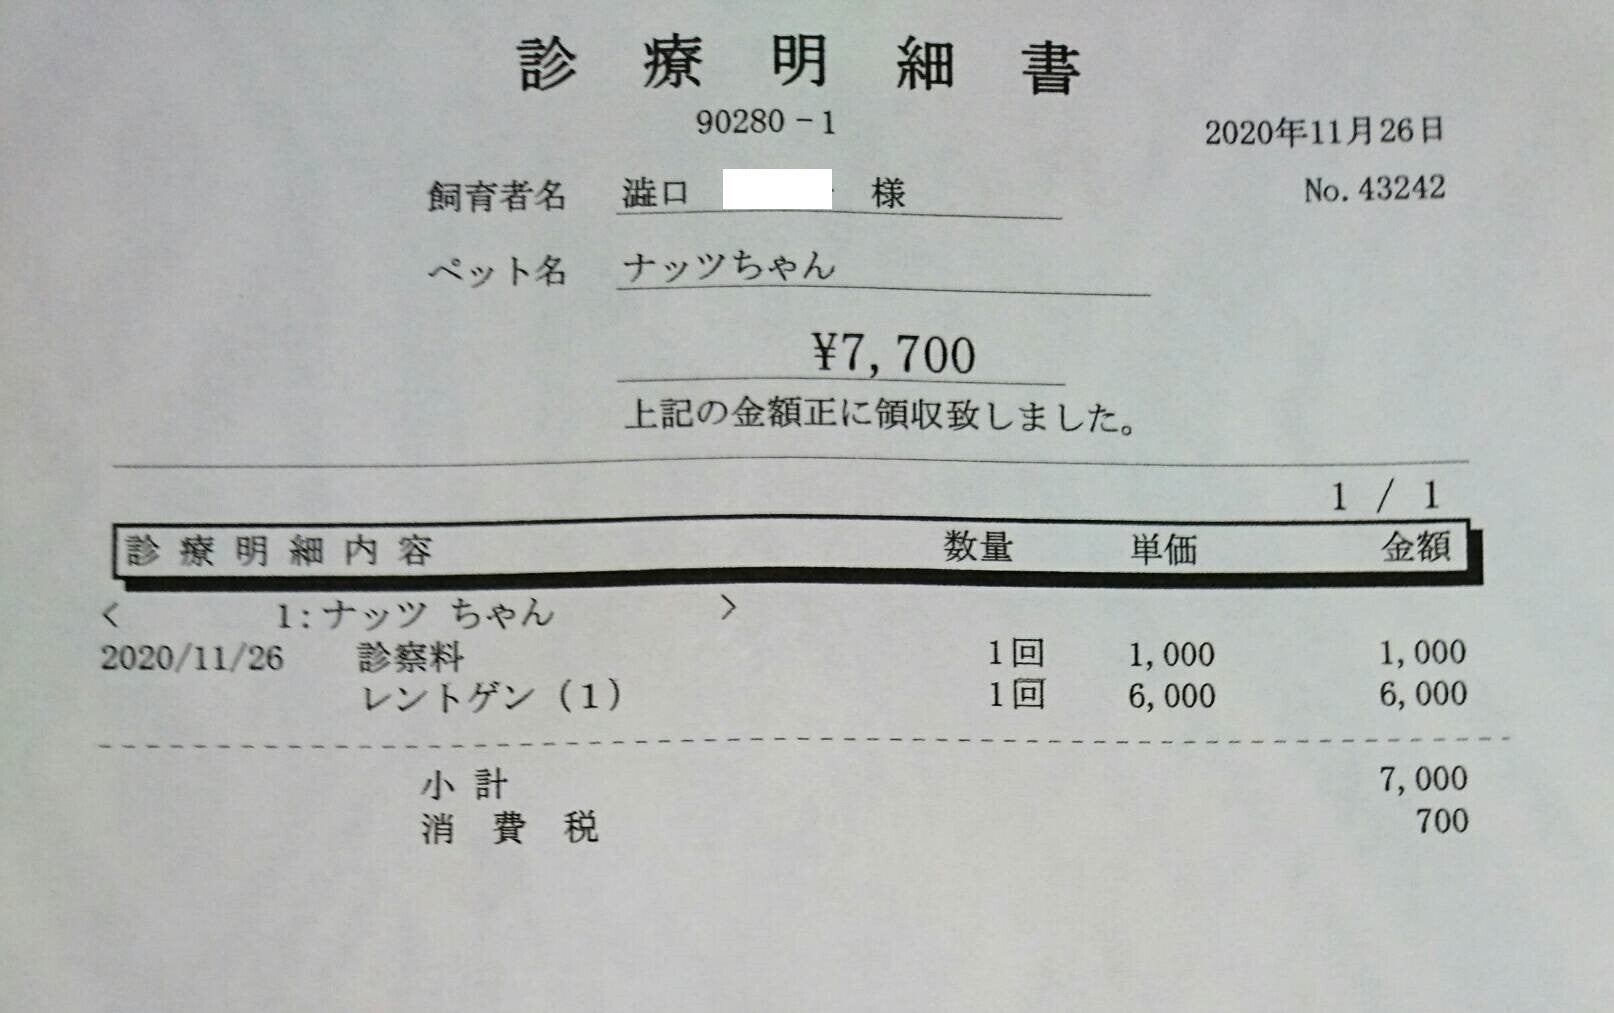 診療明細書
90280-1
2020年11月26日
飼育者名 澁口 様
No.43242
ペット名 ナッツちゃん
¥7,700
上記の金額正に領収致しました。
1 / 1
診療明細内容 数量 単価 金額
< 1:ナッツ ちゃん >
2020/11/26 診察料 1回 1,000 1,000
レントゲン(1) 1回 6,000 6,000
小計 7,000
消費税 700